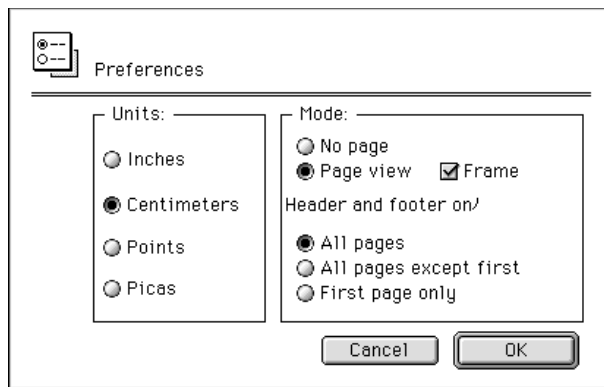 Preferences
Units:
Inches
Centimeters
Points
Picas
Mode:
No page
Page view Frame
Header and footer on/
All pages
All pages except first
First page only
Cancel OK